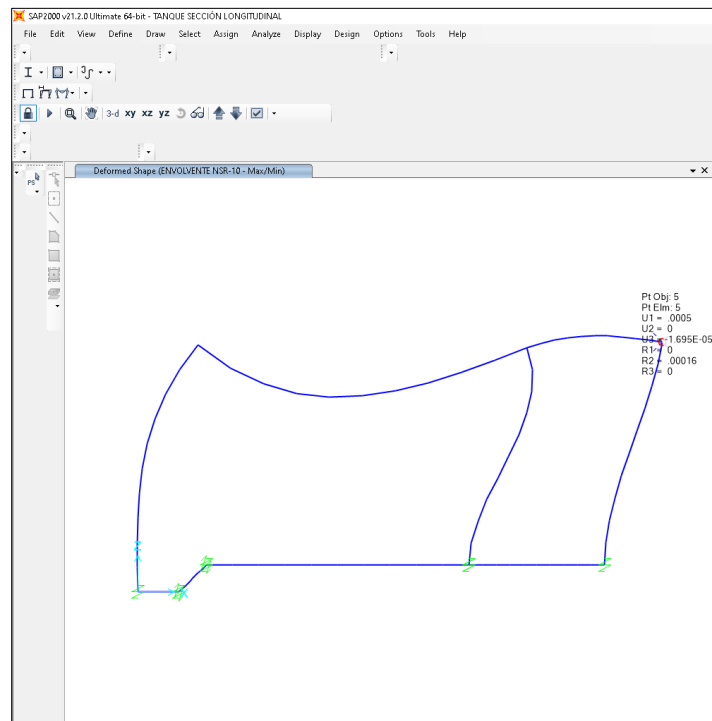 SAP2000 v21.2.0 Ultimate 64-bit - TANQUE SECCIÓN LONGITUDINAL
File Edit View Define Draw Select Assign Analyze Display Design Options Tools Help
3-d xy xz yz
PS
Deformed Shape (ENVOLVENTE NSR-10 - Max/Min)
Pt Obj: 5
Pt Elm: 5
U1 = .0005
U2 = 0
U3 = -1.695E-05
R1 = 0
R2 = .00016
R3 = 0